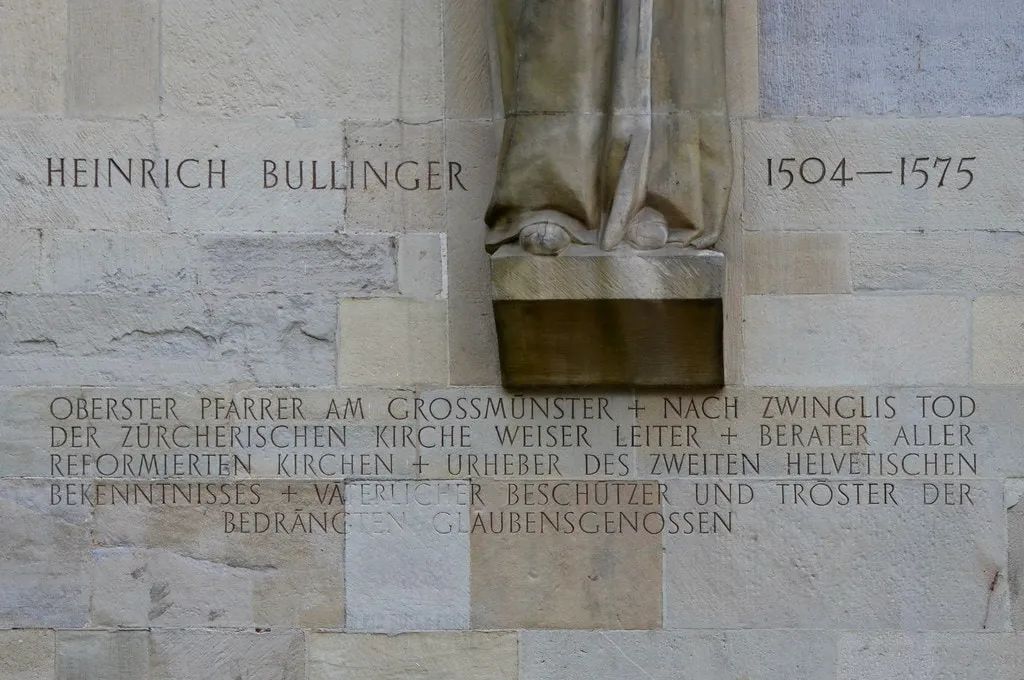 HEINRICH BULLINGER 1504—1575
OBERSTER PFARRER AM GROSSMÜNSTER + NACH ZWINGLIS TOD
DER ZÜRCHERISCHEN KIRCHE WEISER LEITER + BERATER ALLER
REFORMIERTEN KIRCHEN + URHEBER DES ZWEITEN HELVETISCHEN
BEKENNTNISSES + VÄTERLICHER BESCHÜTZER UND TRÖSTER DER
BEDRÄNGTEN GLAUBENSGENOSSEN